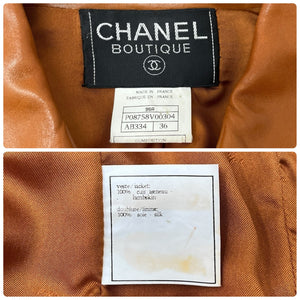 CHANEL
BOUTIQUE
MADE IN FRANCE
FABRIQUE EN FRANCE
96A
P08758V00304
AB334 36
veste/jacket:
100% cuir agneau
lambskin
doublure/lining
100% soie - silk